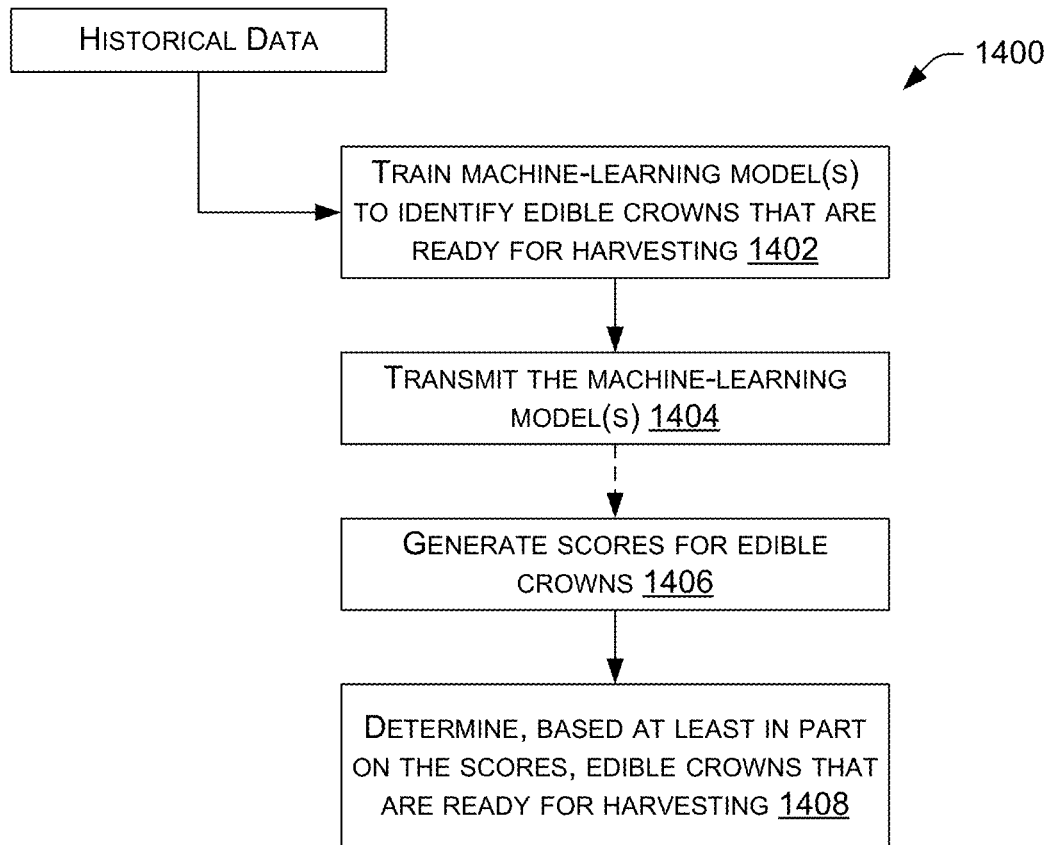 HISTORICAL DATA
1400
TRAIN MACHINE-LEARNING MODEL(S)
TO IDENTIFY EDIBLE CROWNS THAT ARE
READY FOR HARVESTING 1402
TRANSMIT THE MACHINE-LEARNING
MODEL(S) 1404
GENERATE SCORES FOR EDIBLE
CROWNS 1406
DETERMINE, BASED AT LEAST IN PART
ON THE SCORES, EDIBLE CROWNS THAT
ARE READY FOR HARVESTING 1408